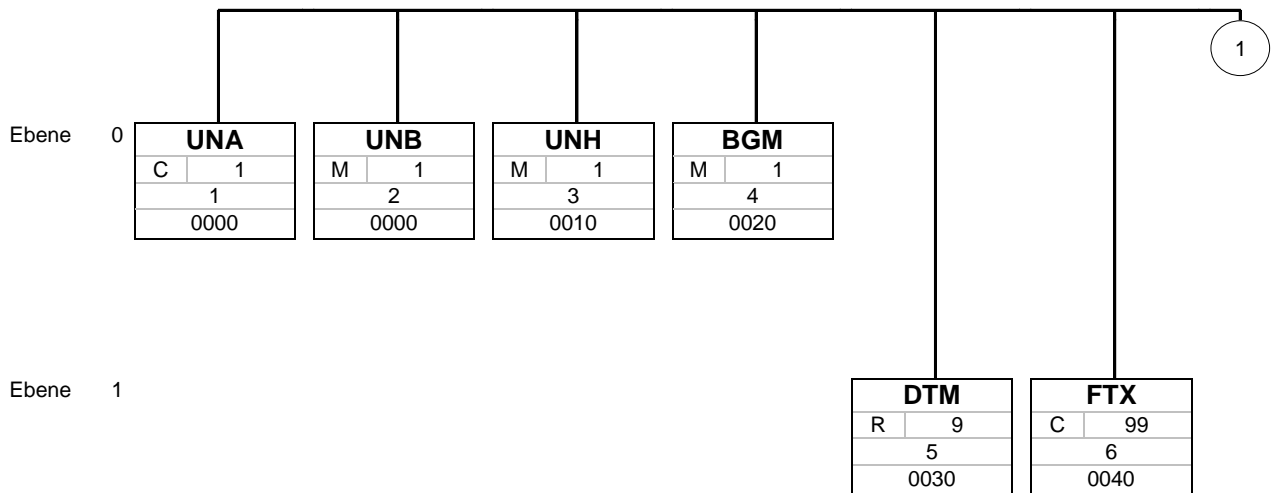 1
Ebene 0
UNA UNB UNH BGM
C 1 M 1 M 1 M 1
1 2 3 4
0000 0000 0010 0020
Ebene 1
DTM FTX
R 9 C 99
5 6
0030 0040